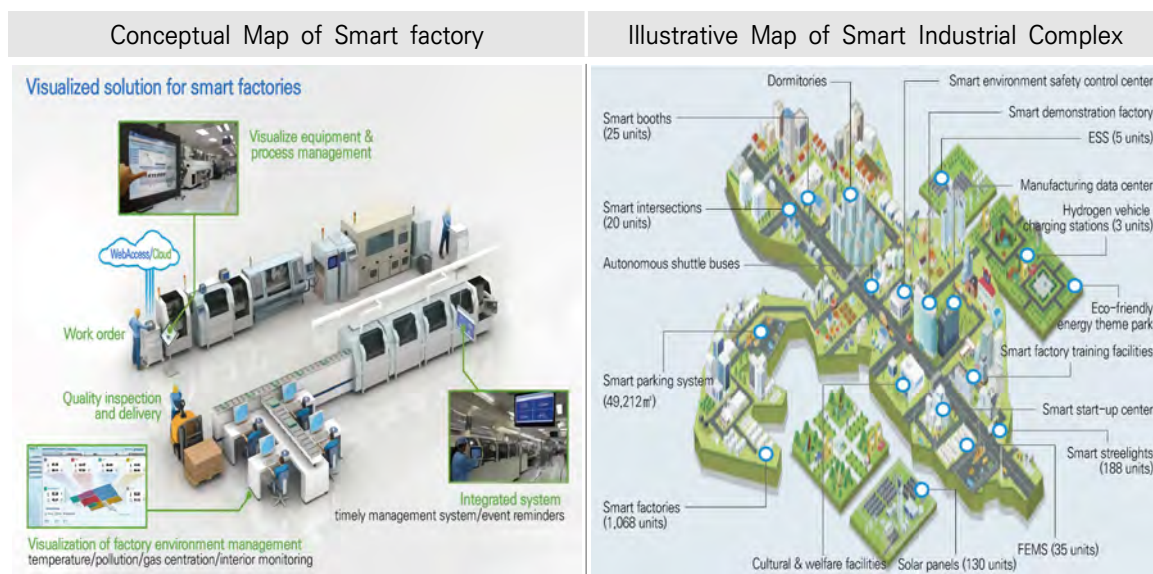 Conceptual Map of Smart factory
Illustrative Map of Smart Industrial Complex
Visualized solution for smart factories
Visualize equipment &
process management
WebAccess/Cloud
Work order
Quality inspection
and delivery
Integrated system
timely management system/event reminders
Visualization of factory environment management
temperature/pollution/gas centration/interior monitoring
Dormitories
Smart environment safety control center
Smart booths
(25 units)
Smart demonstration factory
ESS (5 units)
Manufacturing data center
Smart intersections
(20 units)
Hydrogen vehicle
charging stations (3 units)
Autonomous shuttle buses
Eco-friendly
energy theme park
Smart factory training facilities
Smart parking system
(49,212㎡)
Smart start-up center
Smart streelights
(188 units)
Smart factories
(1,068 units)
FEMS (35 units)
Cultural & welfare facilities
Solar panels (130 units)